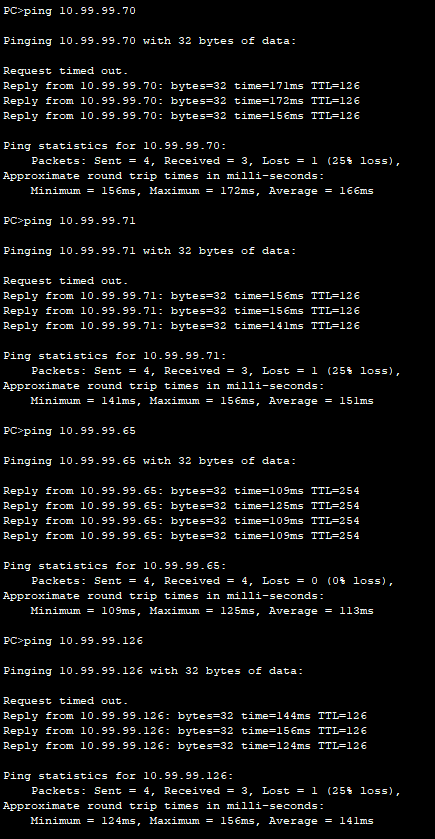 PC>ping 10.99.99.70
Pinging 10.99.99.70 with 32 bytes of data:
Request timed out.
Reply from 10.99.99.70: bytes=32 time=171ms TTL=126
Reply from 10.99.99.70: bytes=32 time=172ms TTL=126
Reply from 10.99.99.70: bytes=32 time=156ms TTL=126
Ping statistics for 10.99.99.70:
Packets: Sent = 4, Received = 3, Lost = 1 (25% loss),
Approximate round trip times in milli-seconds:
Minimum = 156ms, Maximum = 172ms, Average = 166ms
PC>ping 10.99.99.71
Pinging 10.99.99.71 with 32 bytes of data:
Request timed out.
Reply from 10.99.99.71: bytes=32 time=156ms TTL=126
Reply from 10.99.99.71: bytes=32 time=156ms TTL=126
Reply from 10.99.99.71: bytes=32 time=141ms TTL=126
Ping statistics for 10.99.99.71:
Packets: Sent = 4, Received = 3, Lost = 1 (25% loss),
Approximate round trip times in milli-seconds:
Minimum = 141ms, Maximum = 156ms, Average = 151ms
PC>ping 10.99.99.65
Pinging 10.99.99.65 with 32 bytes of data:
Reply from 10.99.99.65: bytes=32 time=109ms TTL=254
Reply from 10.99.99.65: bytes=32 time=125ms TTL=254
Reply from 10.99.99.65: bytes=32 time=109ms TTL=254
Reply from 10.99.99.65: bytes=32 time=109ms TTL=254
Ping statistics for 10.99.99.65:
Packets: Sent = 4, Received = 4, Lost = 0 (0% loss),
Approximate round trip times in milli-seconds:
Minimum = 109ms, Maximum = 125ms, Average = 113ms
PC>ping 10.99.99.126
Pinging 10.99.99.126 with 32 bytes of data:
Request timed out.
Reply from 10.99.99.126: bytes=32 time=144ms TTL=126
Reply from 10.99.99.126: bytes=32 time=156ms TTL=126
Reply from 10.99.99.126: bytes=32 time=124ms TTL=126
Ping statistics for 10.99.99.126:
Packets: Sent = 4, Received = 3, Lost = 1 (25% loss),
Approximate round trip times in milli-seconds:
Minimum = 124ms, Maximum = 156ms, Average = 141ms